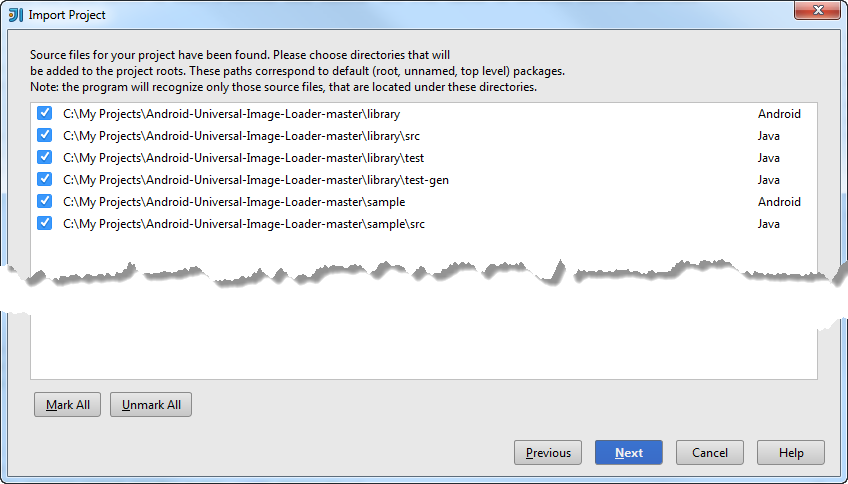 Import Project
Source files for your project have been found. Please choose directories that will
be added to the project roots. These paths correspond to default (root, unnamed, top level) packages.
Note: the program will recognize only those source files, that are located under these directories.
C:\My Projects\Android-Universal-Image-Loader-master\library Android
C:\My Projects\Android-Universal-Image-Loader-master\library\src Java
C:\My Projects\Android-Universal-Image-Loader-master\library\test Java
C:\My Projects\Android-Universal-Image-Loader-master\library\test-gen Java
C:\My Projects\Android-Universal-Image-Loader-master\sample Android
C:\My Projects\Android-Universal-Image-Loader-master\sample\src Java
Mark All Unmark All
Previous Next Cancel Help